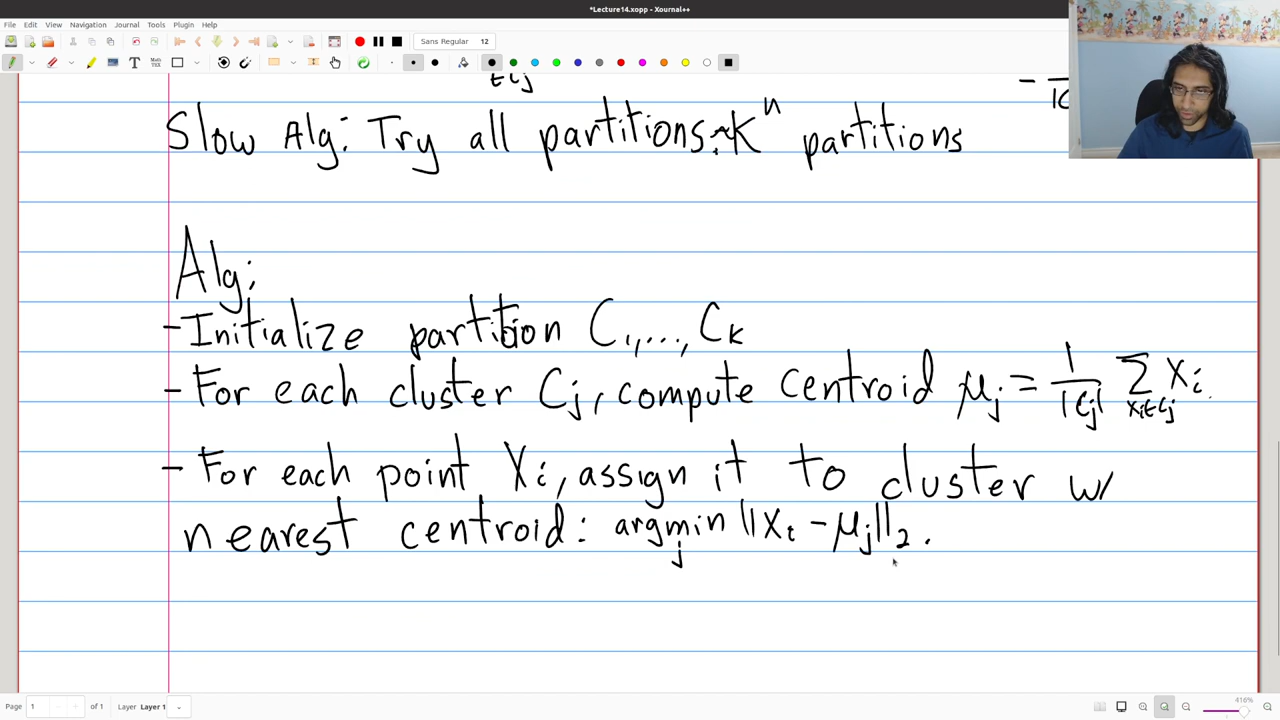 *Lecture14.xopp - Xournal++
File Edit View Navigation Journal Tools Plugin Help
Sans Regular 12
∈Cj
Slow Alg: Try all partitions: ~K^n partitions
Alg:
-Initialize partition C1,..., Ck
-For each cluster Cj, compute centroid μj = 1/|Cj| Σ_{xi∈Cj} Xi.
- For each point Xi, assign it to cluster w/
nearest centroid: argmin_j ||Xi - μj||2.
Page 1 of 1 Layer Layer 1 416%